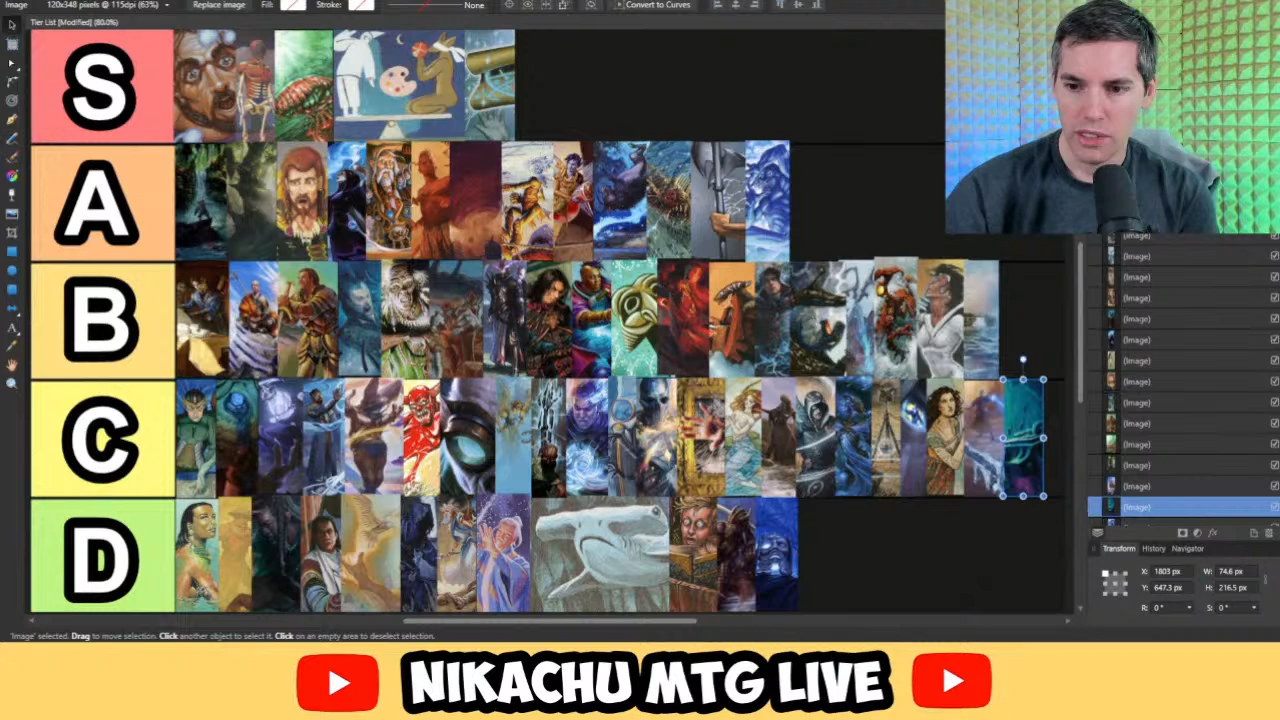 Image 120x348 pixels @ 115dpi (63%) Replace image Fill: Stroke: None Convert to Curves
Tier List [Modified] (80.0%)
S
A
B
C
D
(Image)
(Image)
(Image)
(Image)
(Image)
(Image)
(Image)
(Image)
(Image)
(Image)
(Image)
(Image)
(Image)
(Image)
fx
Transform History Navigator
X: 1803 px W: 74.6 px
Y: 647.3 px H: 216.5 px
R: 0° S: 0°
'Image' selected. Drag to move selection. Click another object to select it. Click on an empty area to deselect selection.
NIKACHU MTG LIVE